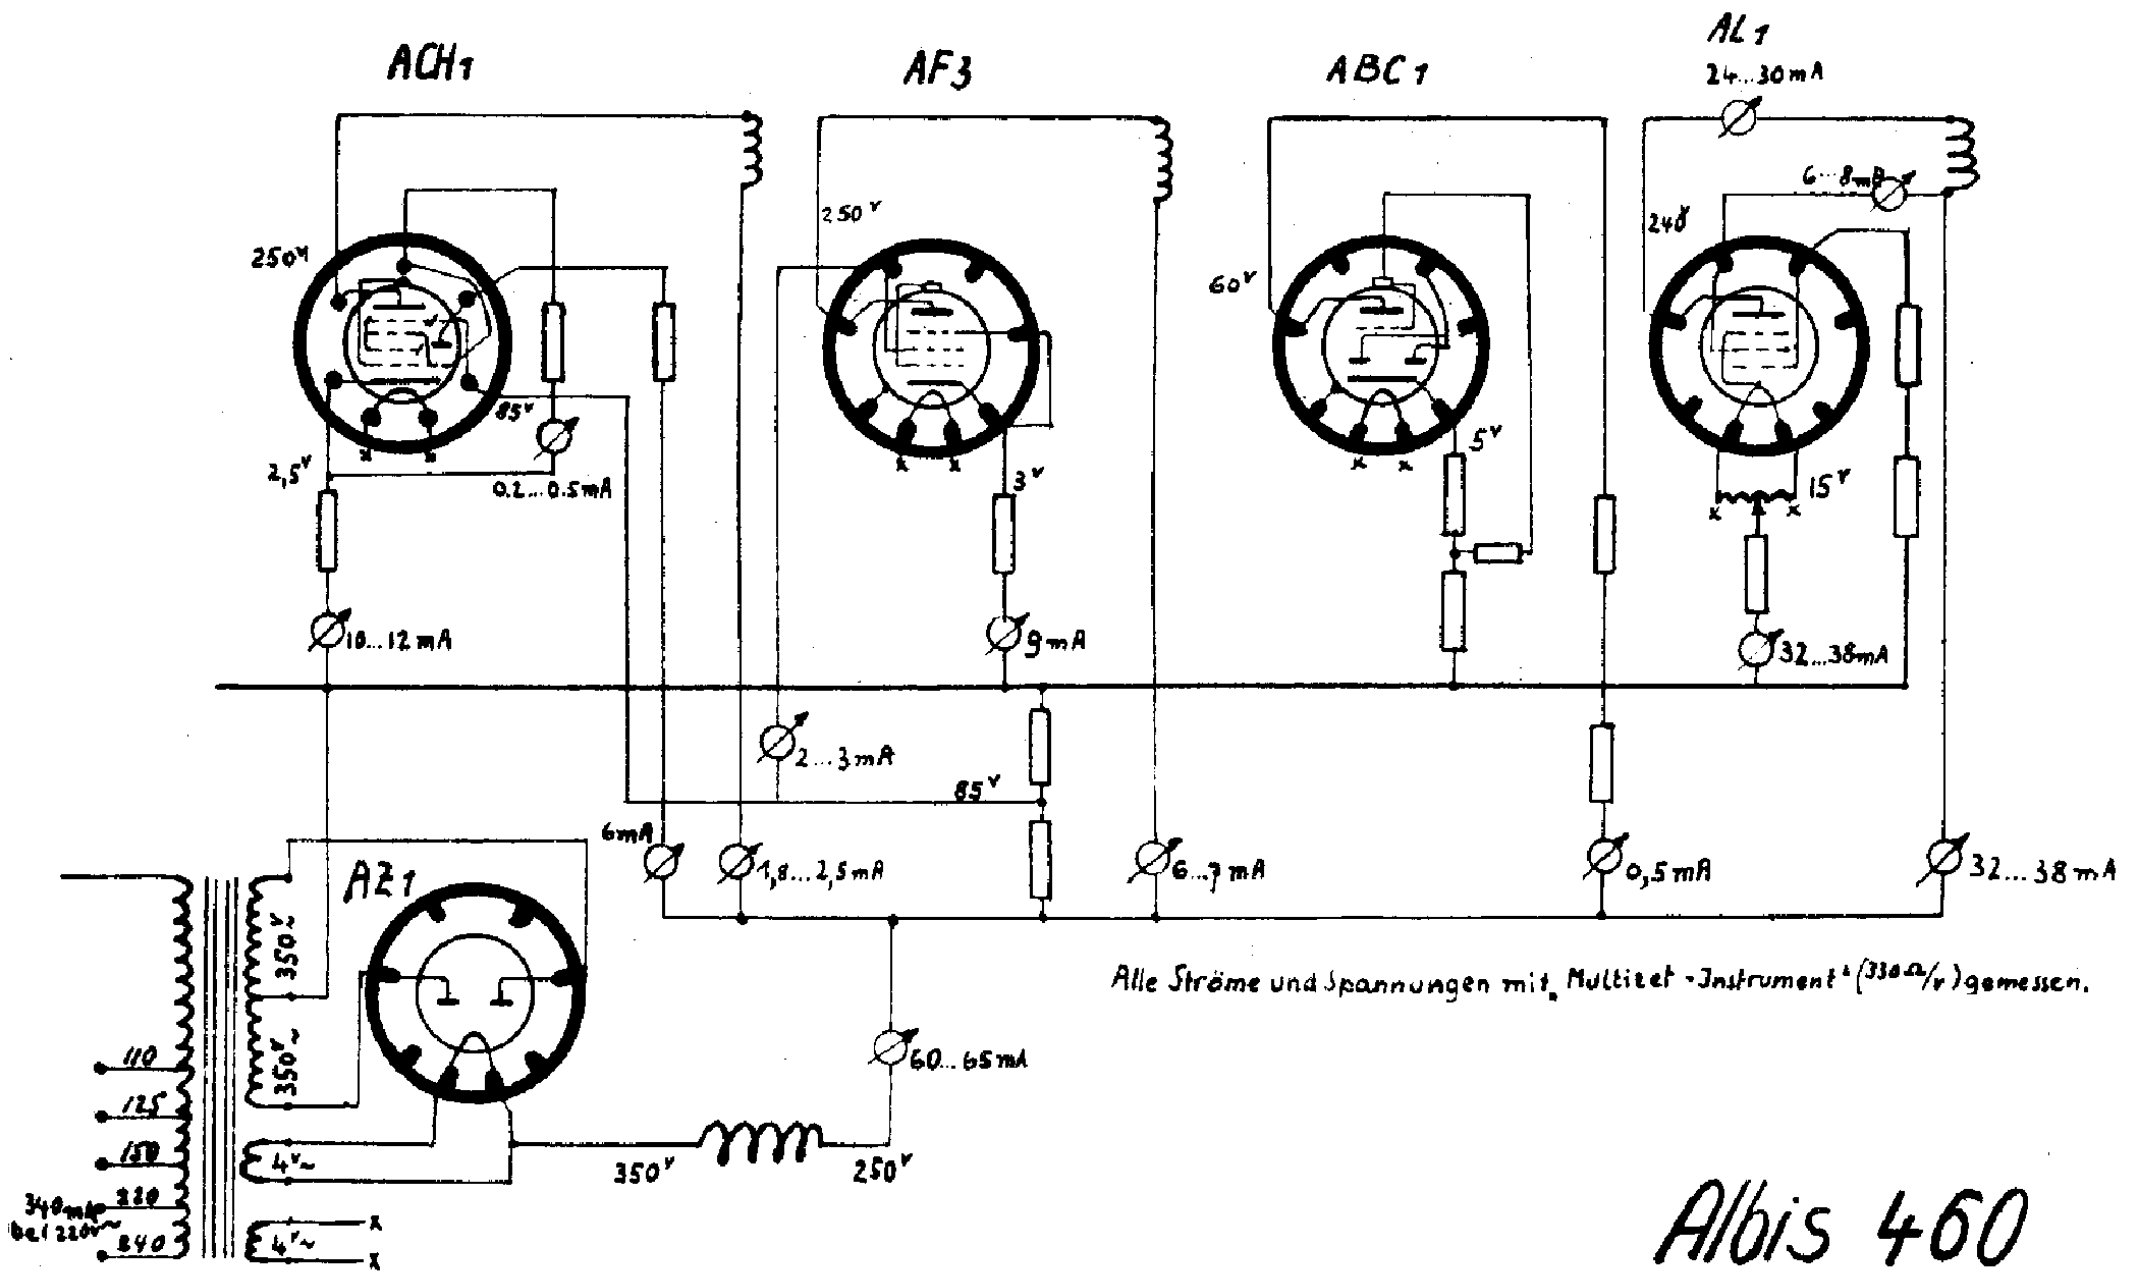 ACH1
AF3
ABC1
AL1
24...30mA
6...8mA
250V
250V
60V
240V
85V
2,5V
0.2...0.5mA
3V
5V
15V
10...12mA
9mA
32...38mA
2...3mA
85V
6mA
1,8...2,5mA
6...7mA
0,5mA
32...38mA
AZ1
350V~
350V~
Alle Ströme und Spannungen mit „Multizet-Instrument“ (330Ω/V) gemessen.
60...65mA
110
125
150
220
240
340mA
bei 220V~
4V~
4V~
350V
250V
x
x
x
x
x
x
x
x
x
x
Albis 460